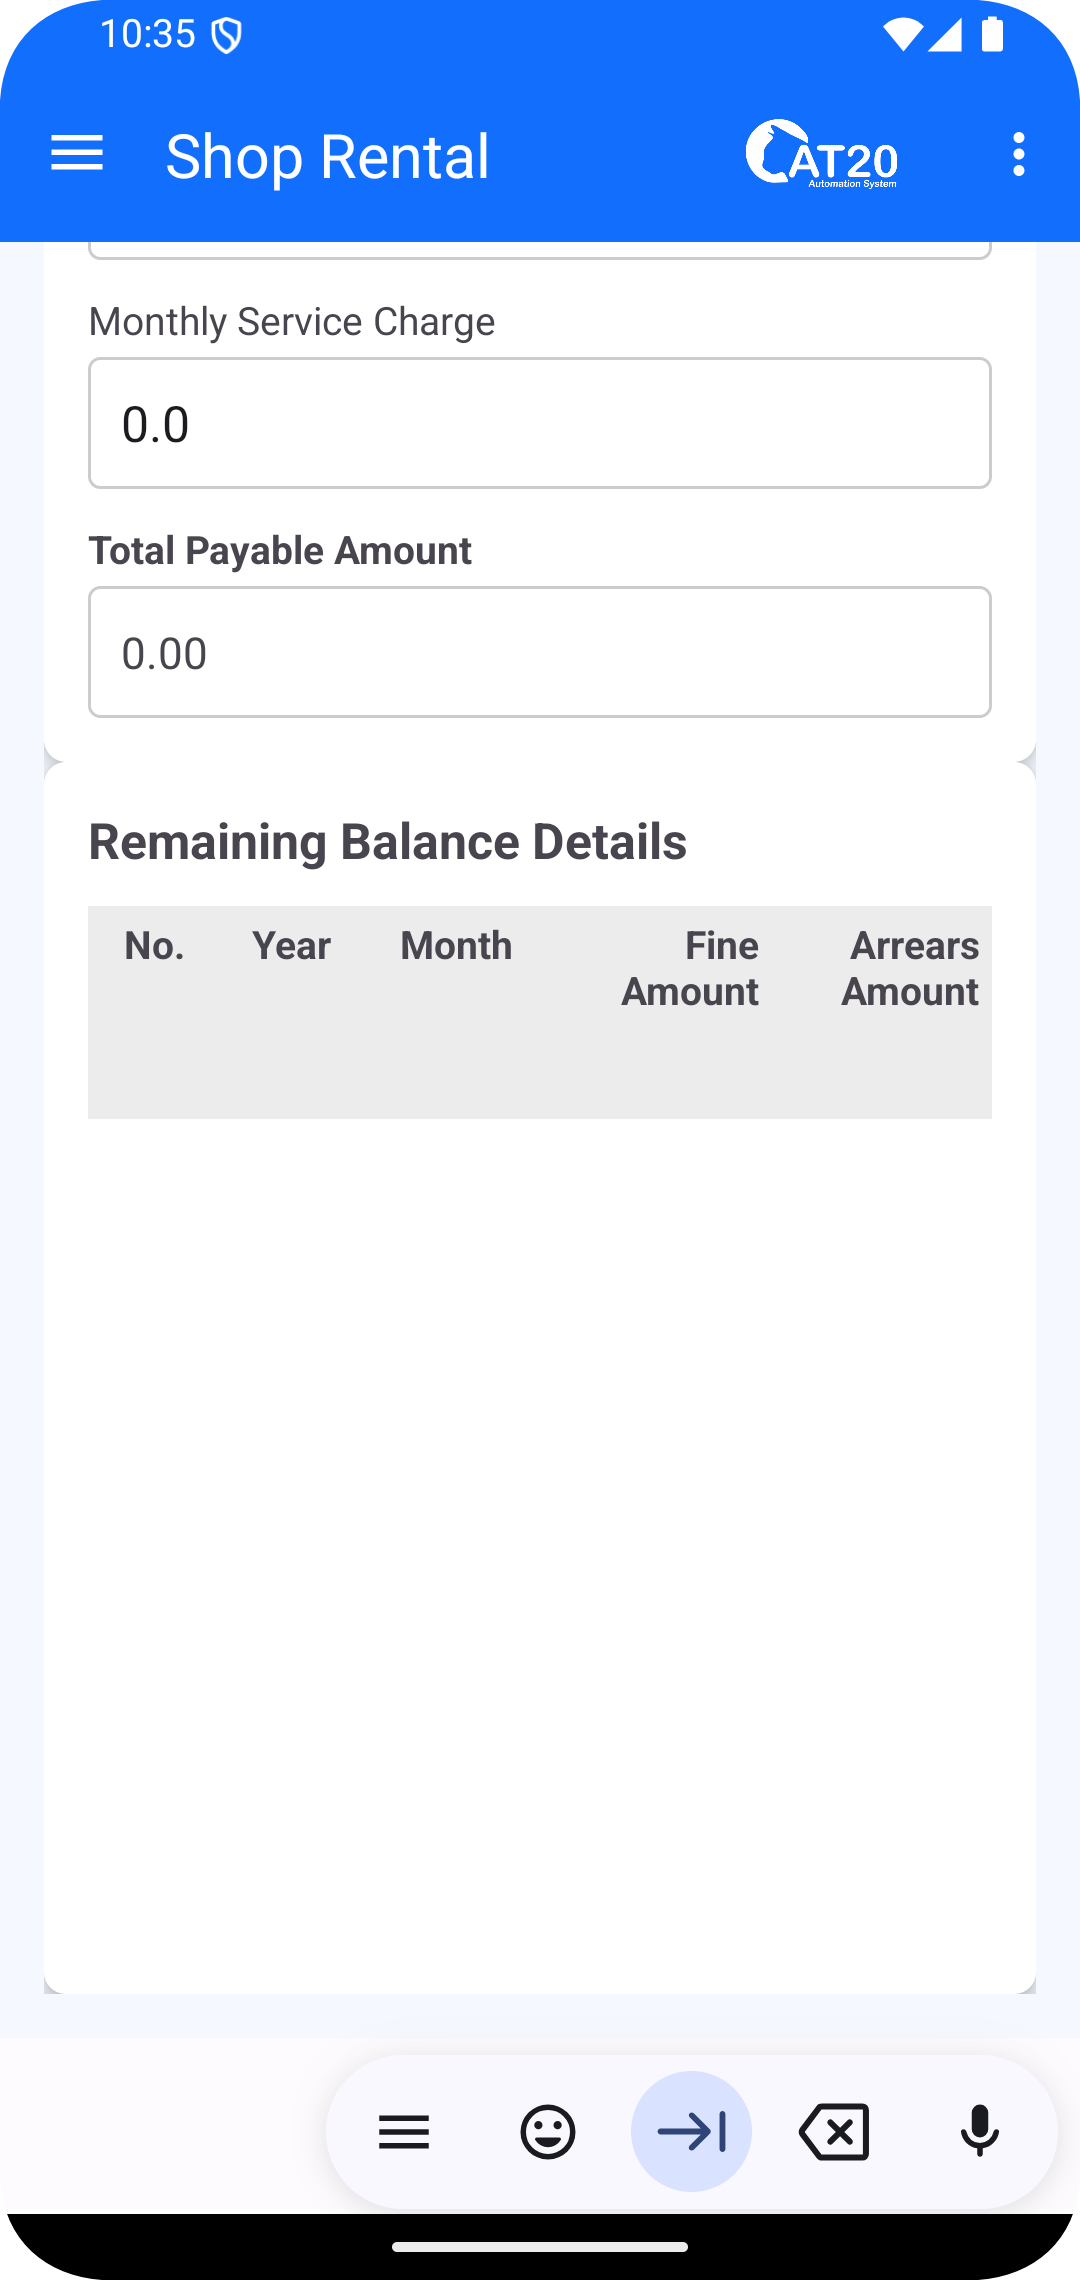 10:35
Shop Rental
CAT20
Automation System
Monthly Service Charge
0.0
Total Payable Amount
0.00
Remaining Balance Details
No. Year Month Fine Amount Arrears Amount